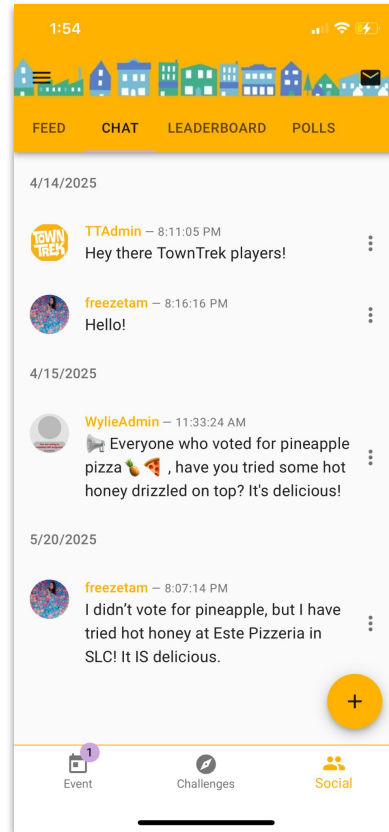 1:54
FEED CHAT LEADERBOARD POLLS
4/14/2025
TOWN
TREK
TTAdmin — 8:11:05 PM
Hey there TownTrek players!
freezetam — 8:16:16 PM
Hello!
4/15/2025
WylieAdmin — 11:33:24 AM
📢 Everyone who voted for pineapple
pizza🍍🍕 , have you tried some hot
honey drizzled on top? It's delicious!
5/20/2025
freezetam — 8:07:14 PM
I didn’t vote for pineapple, but I have
tried hot honey at Este Pizzeria in
SLC! It IS delicious.
+
1
Event Challenges Social